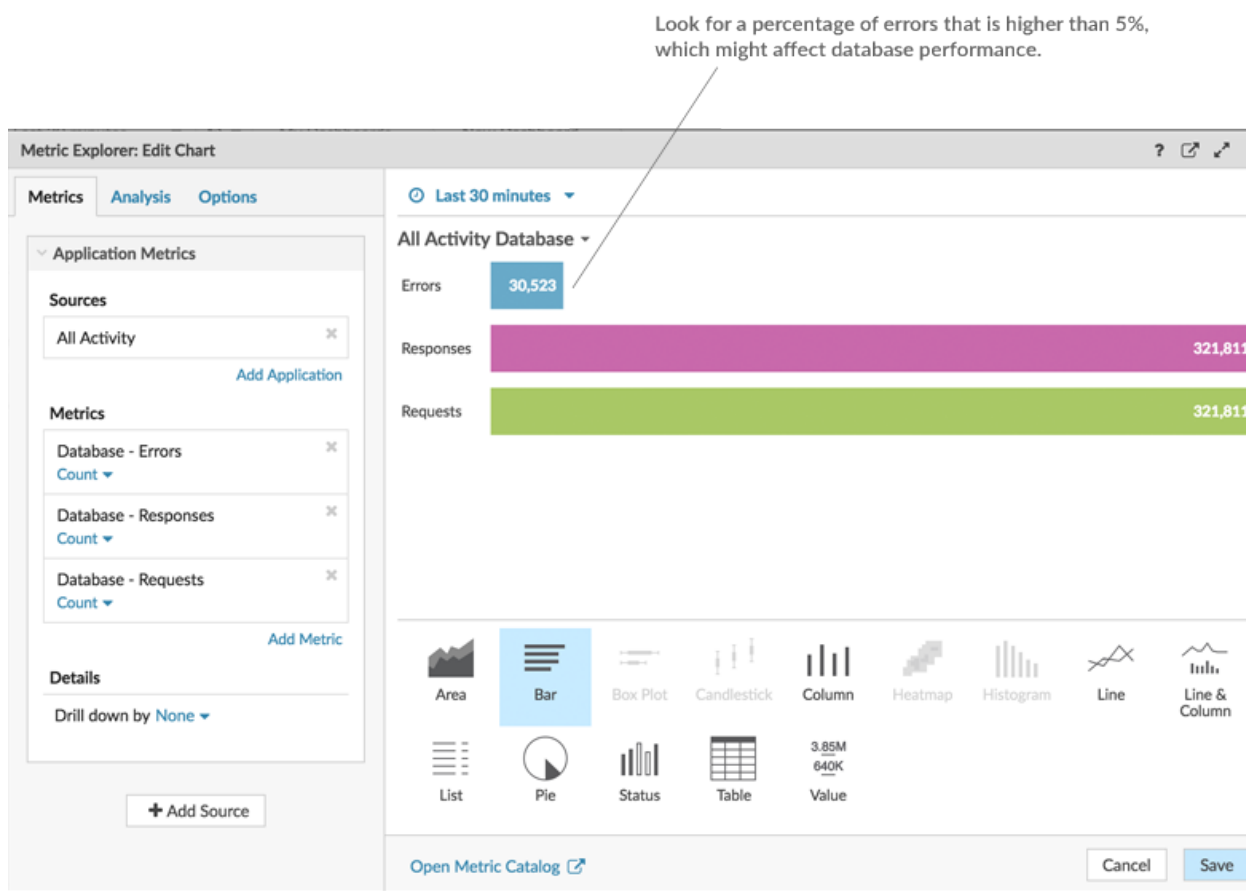 Look for a percentage of errors that is higher than 5%,
which might affect database performance.
Metric Explorer: Edit Chart
?
Metrics
Analysis
Options
Last 30 minutes
Application Metrics
Sources
All Activity
Add Application
Metrics
Database - Errors
Count
Database - Responses
Count
Database - Requests
Count
Add Metric
Details
Drill down by None
+ Add Source
All Activity Database
Errors
30,523
Responses
321,811
Requests
321,811
Area
Bar
Box Plot
Candlestick
Column
Heatmap
Histogram
Line
Line &
Column
List
Pie
Status
Table
3.85M
640K
Value
Open Metric Catalog
Cancel
Save